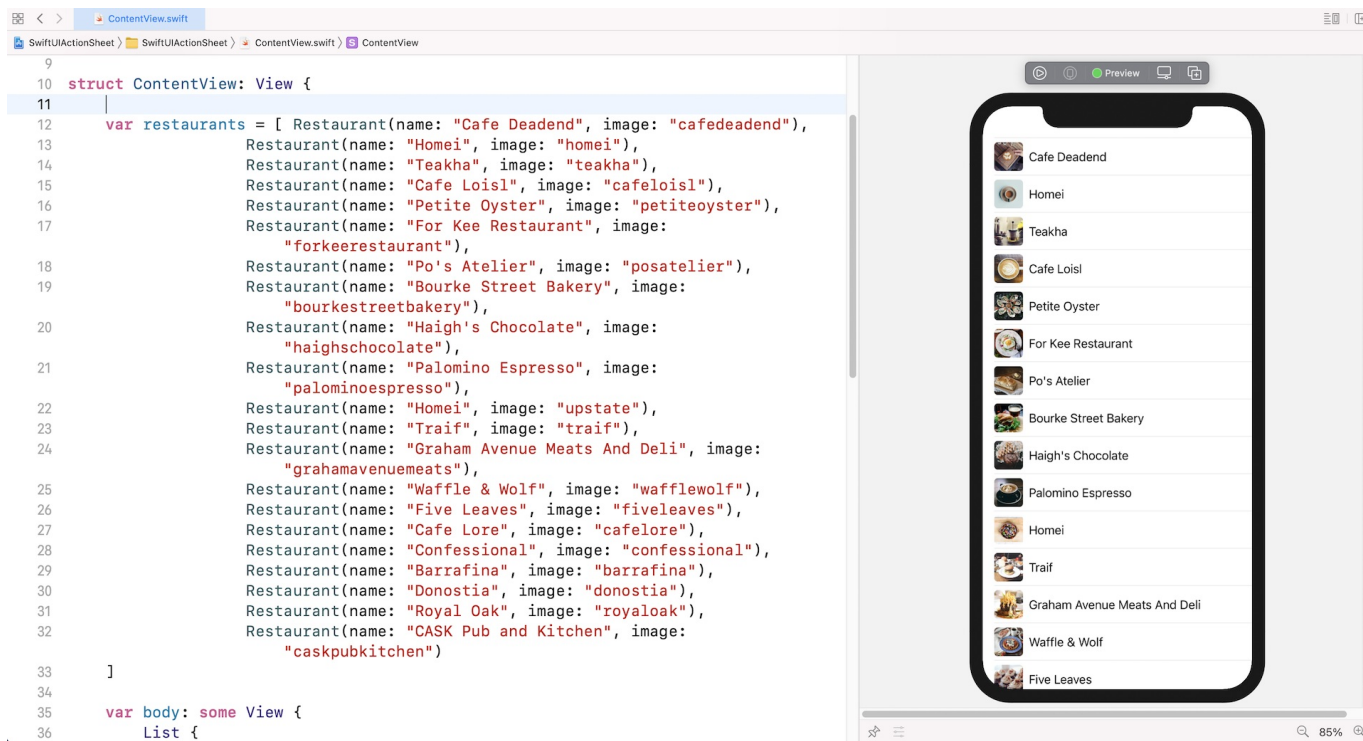 ContentView.swift
SwiftUIActionSheet 〉 SwiftUIActionSheet 〉 ContentView.swift 〉 S ContentView
9
10 struct ContentView: View {
11
12 var restaurants = [ Restaurant(name: "Cafe Deadend", image: "cafedeadend"),
13 Restaurant(name: "Homei", image: "homei"),
14 Restaurant(name: "Teakha", image: "teakha"),
15 Restaurant(name: "Cafe Loisl", image: "cafeloisl"),
16 Restaurant(name: "Petite Oyster", image: "petiteoyster"),
17 Restaurant(name: "For Kee Restaurant", image:
"forkeerestaurant"),
18 Restaurant(name: "Po's Atelier", image: "posatelier"),
19 Restaurant(name: "Bourke Street Bakery", image:
"bourkestreetbakery"),
20 Restaurant(name: "Haigh's Chocolate", image:
"haighschocolate"),
21 Restaurant(name: "Palomino Espresso", image:
"palominoespresso"),
22 Restaurant(name: "Homei", image: "upstate"),
23 Restaurant(name: "Traif", image: "traif"),
24 Restaurant(name: "Graham Avenue Meats And Deli", image:
"grahamavenuemeats"),
25 Restaurant(name: "Waffle & Wolf", image: "wafflewolf"),
26 Restaurant(name: "Five Leaves", image: "fiveleaves"),
27 Restaurant(name: "Cafe Lore", image: "cafelore"),
28 Restaurant(name: "Confessional", image: "confessional"),
29 Restaurant(name: "Barrafina", image: "barrafina"),
30 Restaurant(name: "Donostia", image: "donostia"),
31 Restaurant(name: "Royal Oak", image: "royaloak"),
32 Restaurant(name: "CASK Pub and Kitchen", image:
"caskpubkitchen")
33 ]
34
35 var body: some View {
36 List {
Preview
Cafe Deadend
Homei
Teakha
Cafe Loisl
Petite Oyster
For Kee Restaurant
Po's Atelier
Bourke Street Bakery
Haigh's Chocolate
Palomino Espresso
Homei
Traif
Graham Avenue Meats And Deli
Waffle & Wolf
Five Leaves
85%